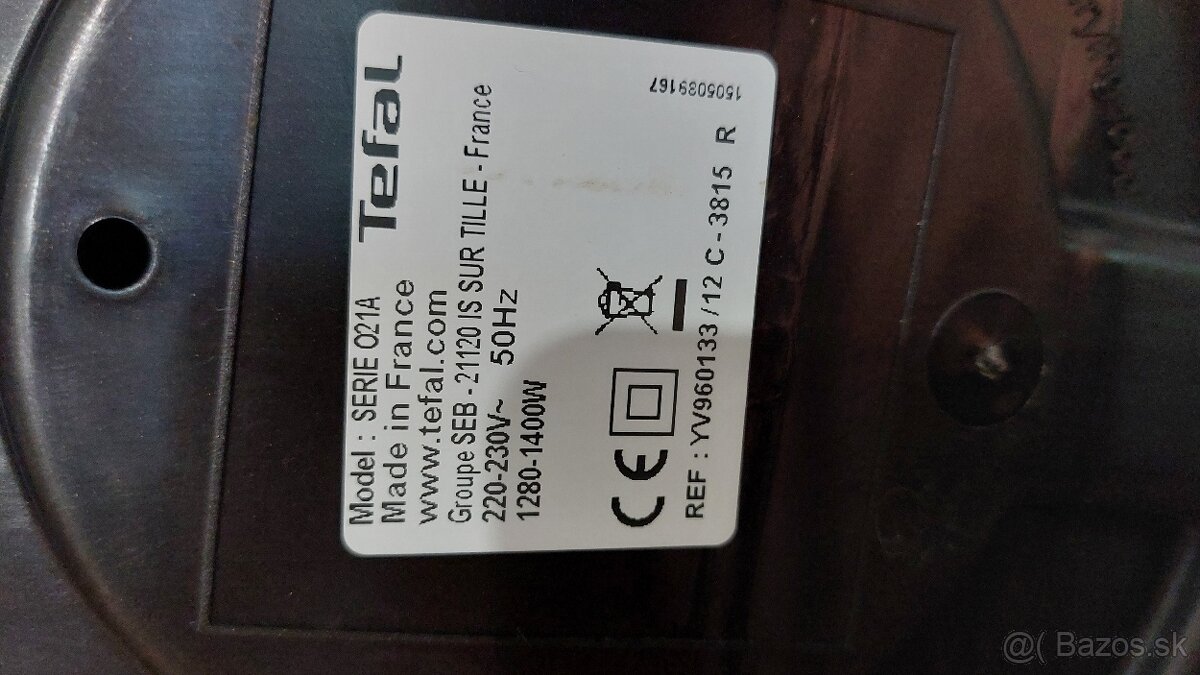 Tefal
Model : SERIE 021A
Made in France
www.tefal.com
Groupe SEB - 21120 IS SUR TILLE - France
220-230V~ 50Hz
1280-1400W
CE
REF : YV960133 /12 C - 3815 R
1505089167
@( Bazos.sk